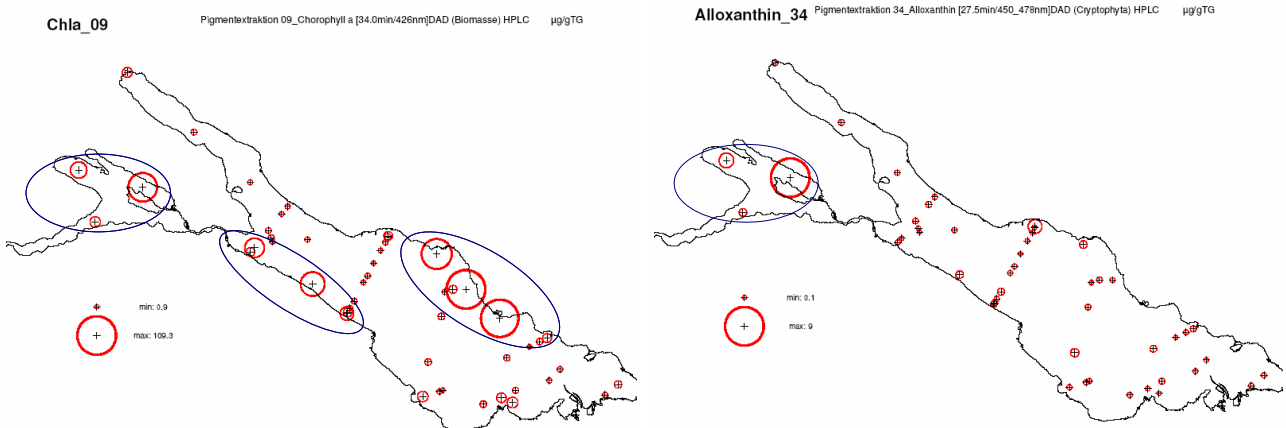 Chla_09
Pigmentextraktion 09_Chorophyll a [34.0min/426nm]DAD (Biomasse) HPLC µg/gTG
min: 0.9
max: 109.3
Alloxanthin_34
Pigmentextraktion 34_Alloxanthin [27.5min/450_478nm]DAD (Cryptophyta) HPLC µg/gTG
min: 0.1
max: 9